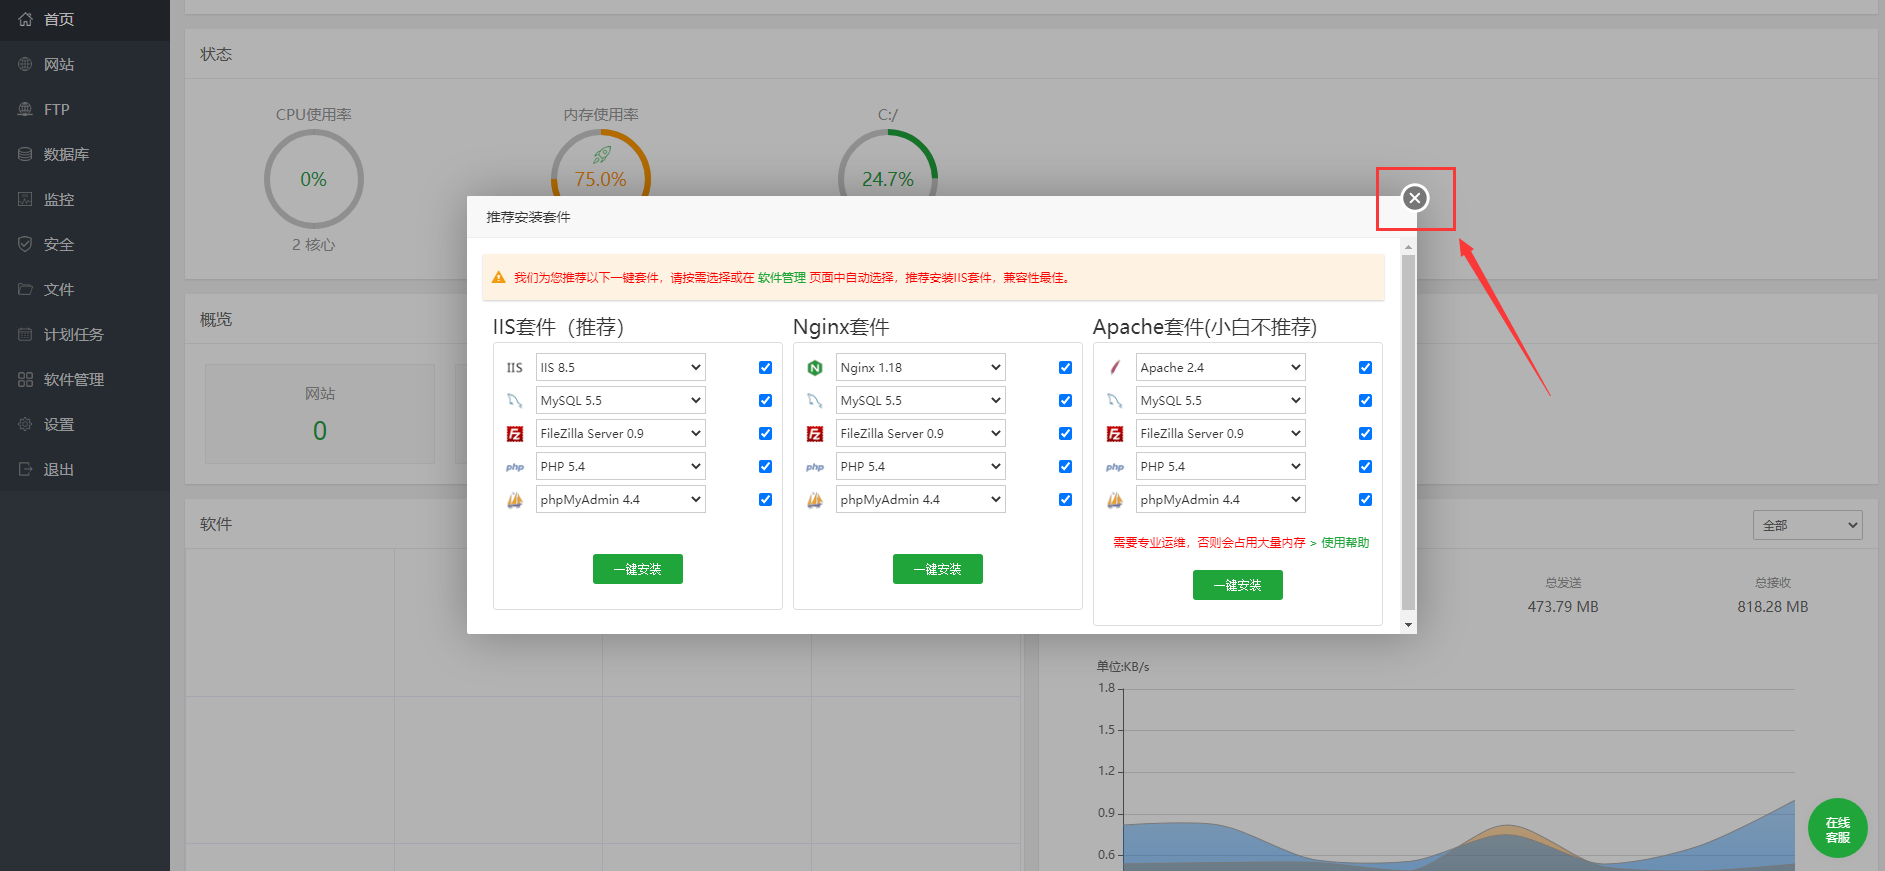 首页
网站
FTP
数据库
监控
安全
文件
计划任务
软件管理
设置
退出
状态
CPU使用率
0%
2 核心
内存使用率
75.0%
C:/
24.7%
概览
网站
0
软件
推荐安装套件
我们为您推荐以下一键套件，请按需选择或在 软件管理 页面中自动选择，推荐安装IIS套件，兼容性最佳。
IIS套件（推荐）
IIS IIS 8.5
MySQL 5.5
FZ FileZilla Server 0.9
php PHP 5.4
phpMyAdmin 4.4
一键安装
Nginx套件
N Nginx 1.18
MySQL 5.5
FZ FileZilla Server 0.9
php PHP 5.4
phpMyAdmin 4.4
一键安装
Apache套件(小白不推荐)
Apache 2.4
MySQL 5.5
FZ FileZilla Server 0.9
php PHP 5.4
phpMyAdmin 4.4
需要专业运维，否则会占用大量内存 > 使用帮助
一键安装
全部
总发送
473.79 MB
总接收
818.28 MB
单位:KB/s
1.8
1.5
1.2
0.9
0.6
在线
客服